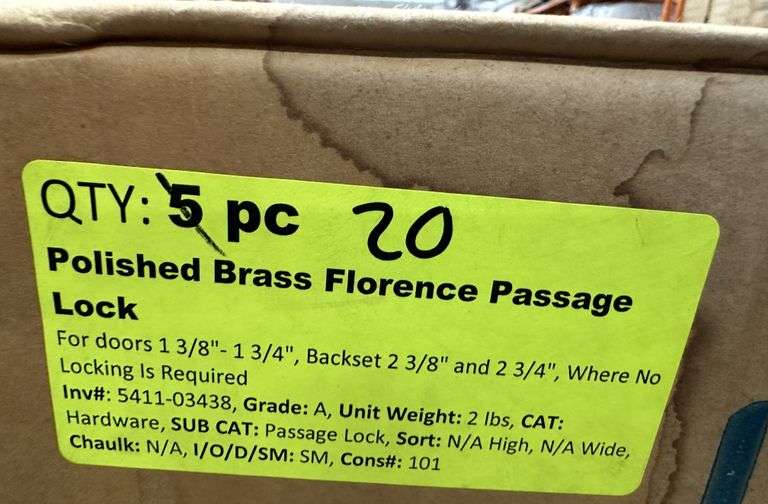 QTY: 5 pc 20
Polished Brass Florence Passage
Lock
For doors 1 3/8"- 1 3/4", Backset 2 3/8" and 2 3/4", Where No
Locking Is Required
Inv#: 5411-03438, Grade: A, Unit Weight: 2 lbs, CAT:
Hardware, SUB CAT: Passage Lock, Sort: N/A High, N/A Wide,
Chaulk: N/A, I/O/D/SM: SM, Cons#: 101